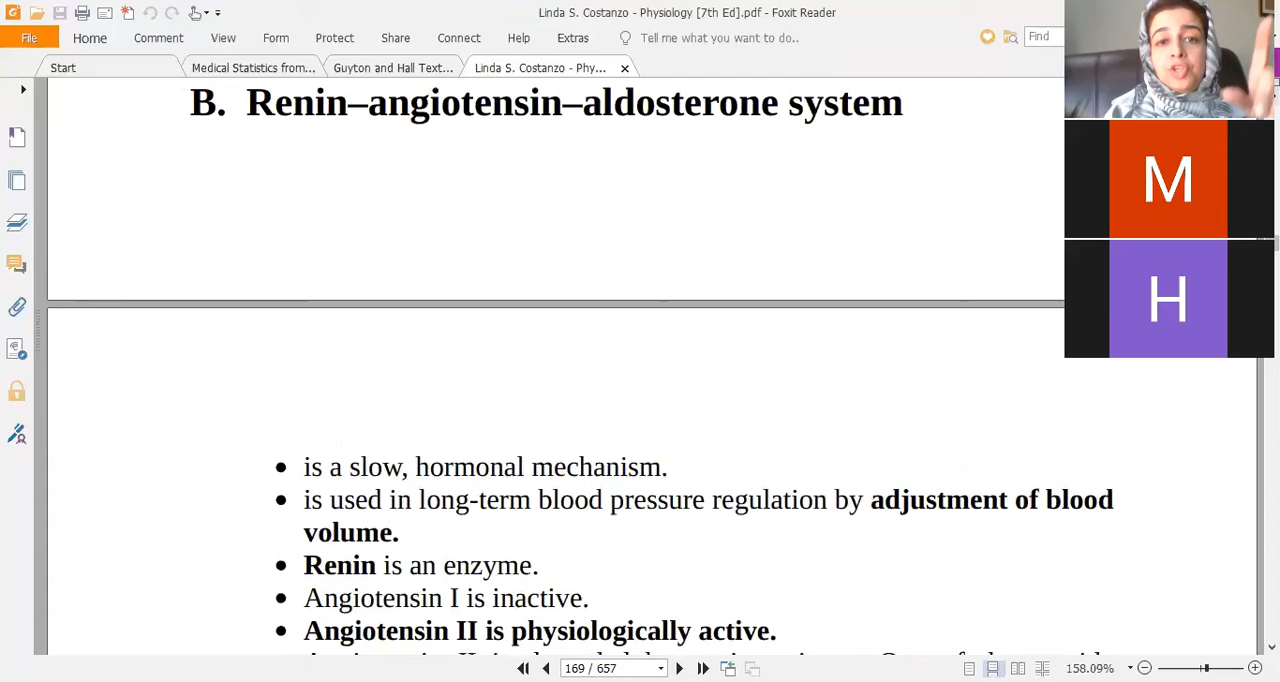 Linda S. Costanzo - Physiology [7th Ed].pdf - Foxit Reader
File Home Comment View Form Protect Share Connect Help Extras Tell me what you want to do.. Find
Start Medical Statistics from... Guyton and Hall Text... Linda S. Costanzo - Phy...
B. Renin–angiotensin–aldosterone system
M
H
• is a slow, hormonal mechanism.
• is used in long-term blood pressure regulation by adjustment of blood
volume.
• Renin is an enzyme.
• Angiotensin I is inactive.
• Angiotensin II is physiologically active.
169 / 657 158.09%